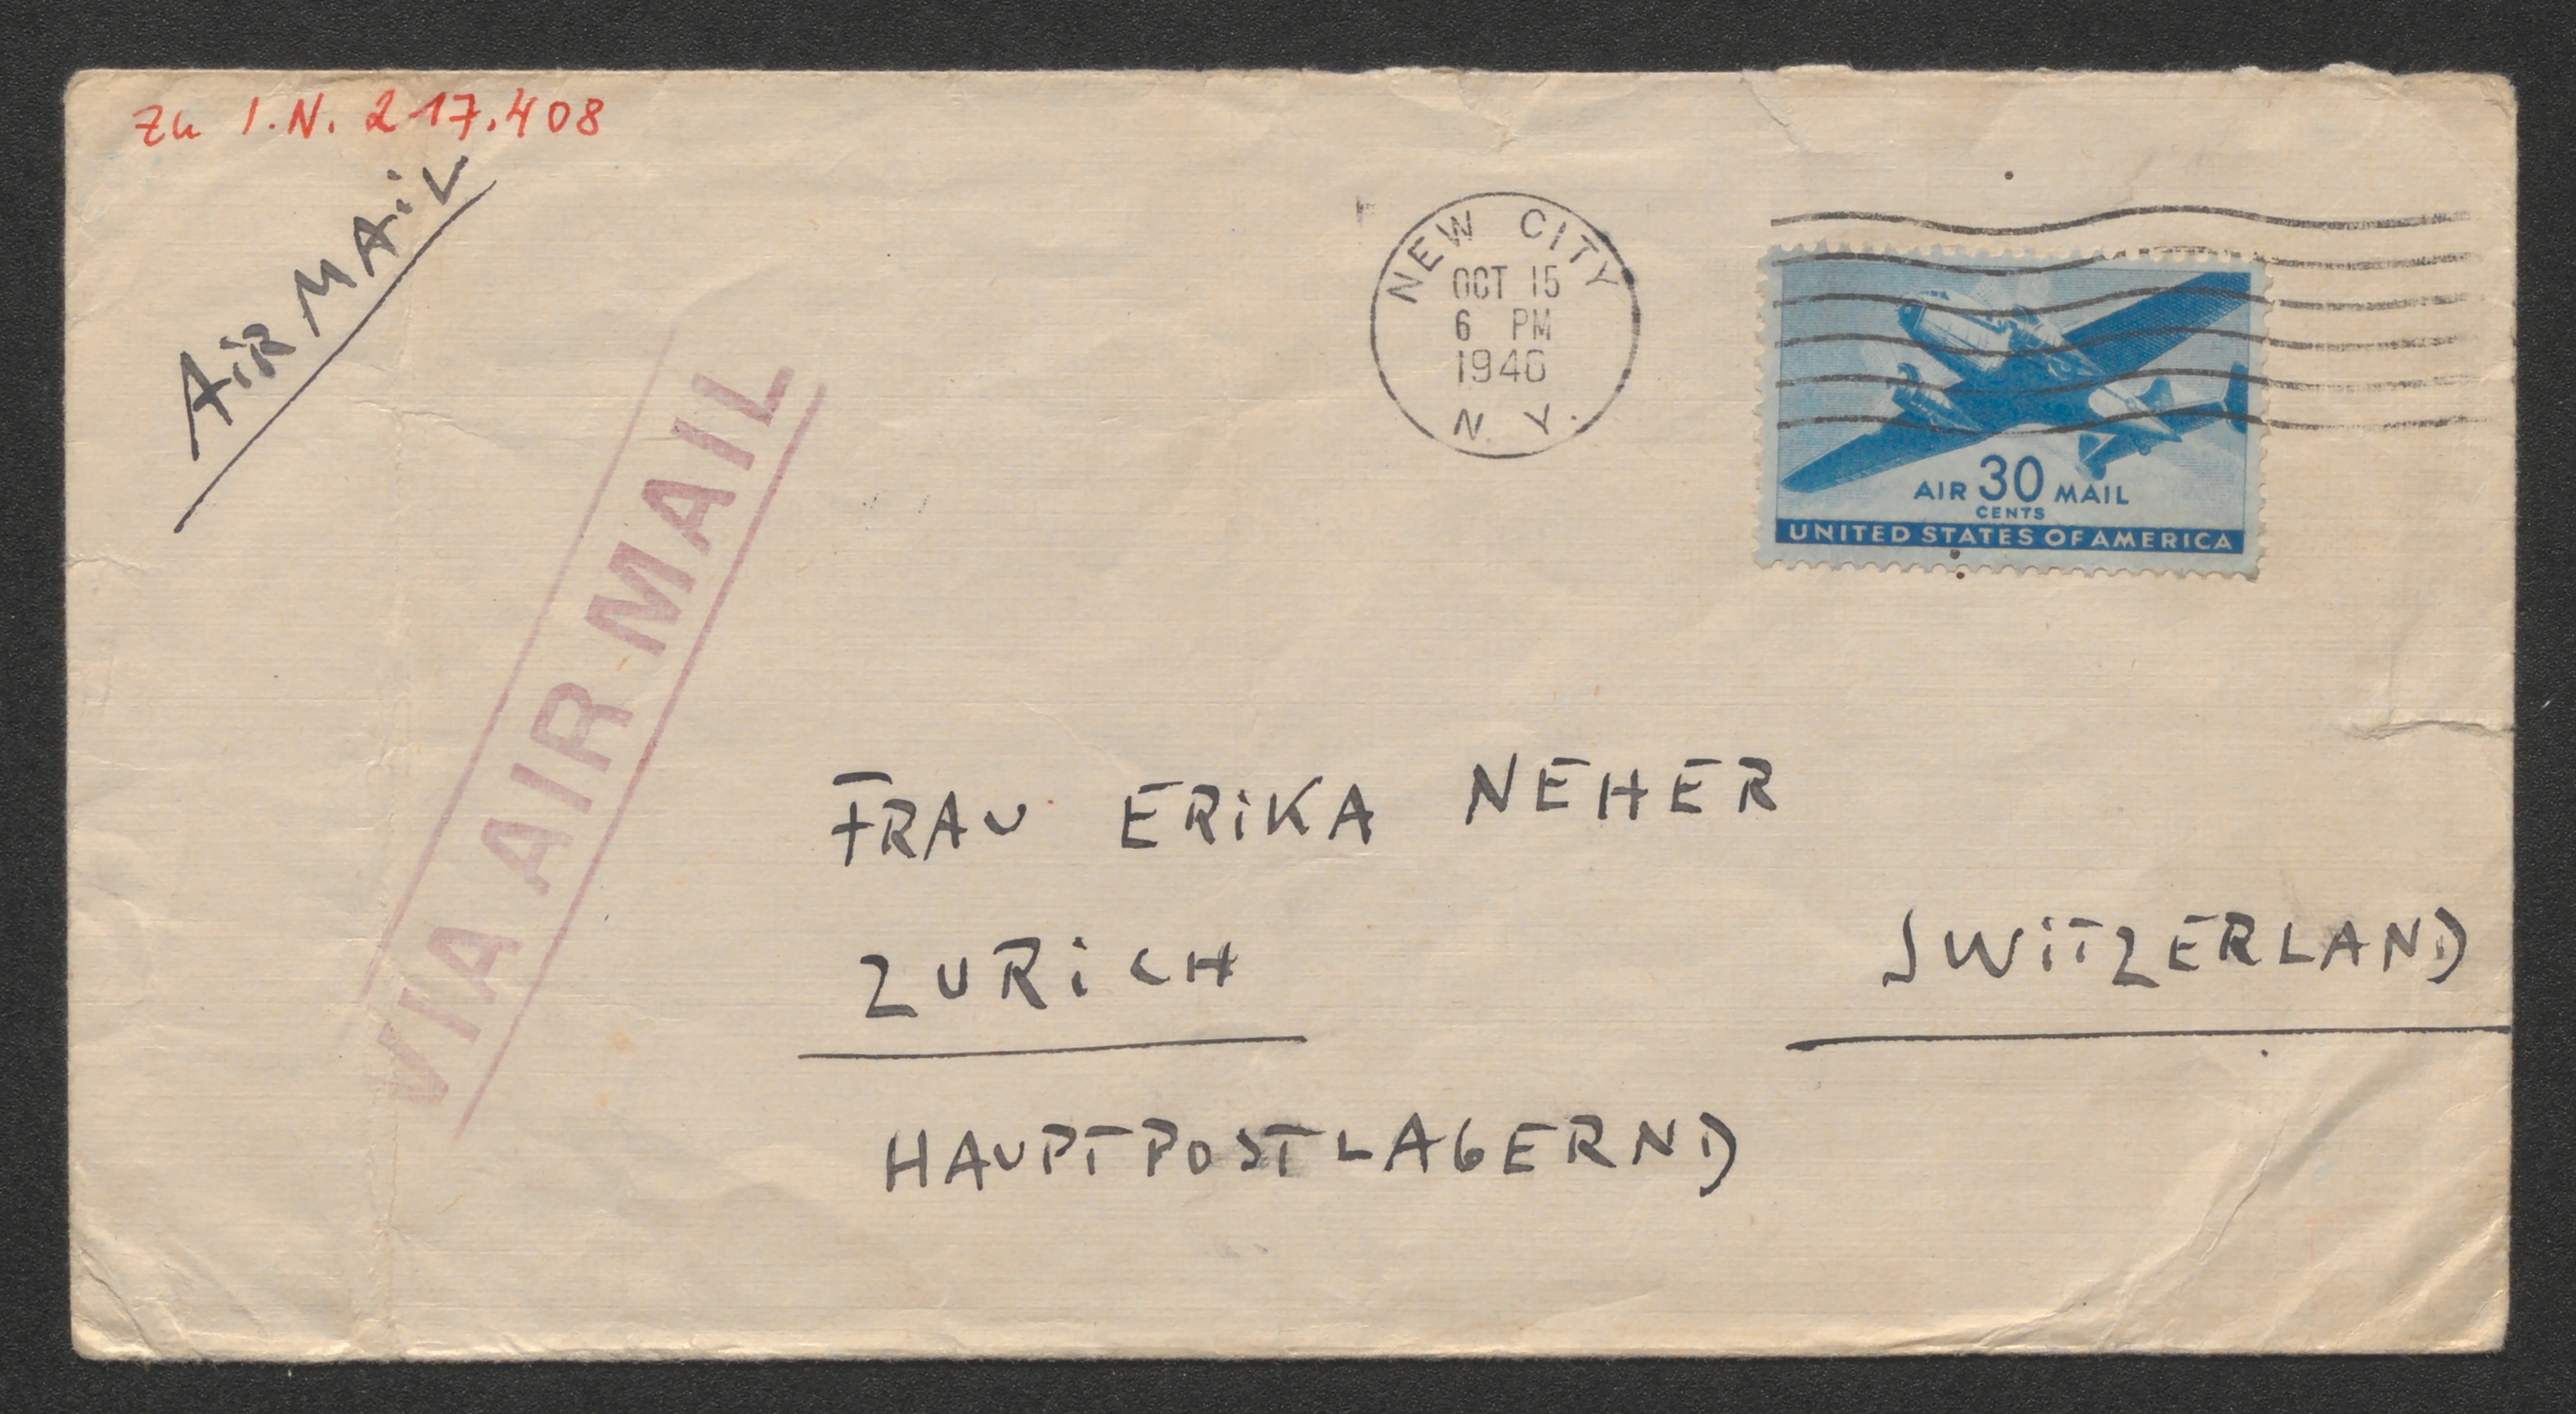 Zu I.N. 217.408
AiR MAiL
VIA AIR MAIL
NEW CITY
OCT 15
6 PM
1946
N. Y.
AIR 30 MAIL
CENTS
UNITED STATES OF AMERICA
FRAU ERiKA NEHER
ZURiCH
SWiTZERLAND
HAUPTPOSTLAGERND